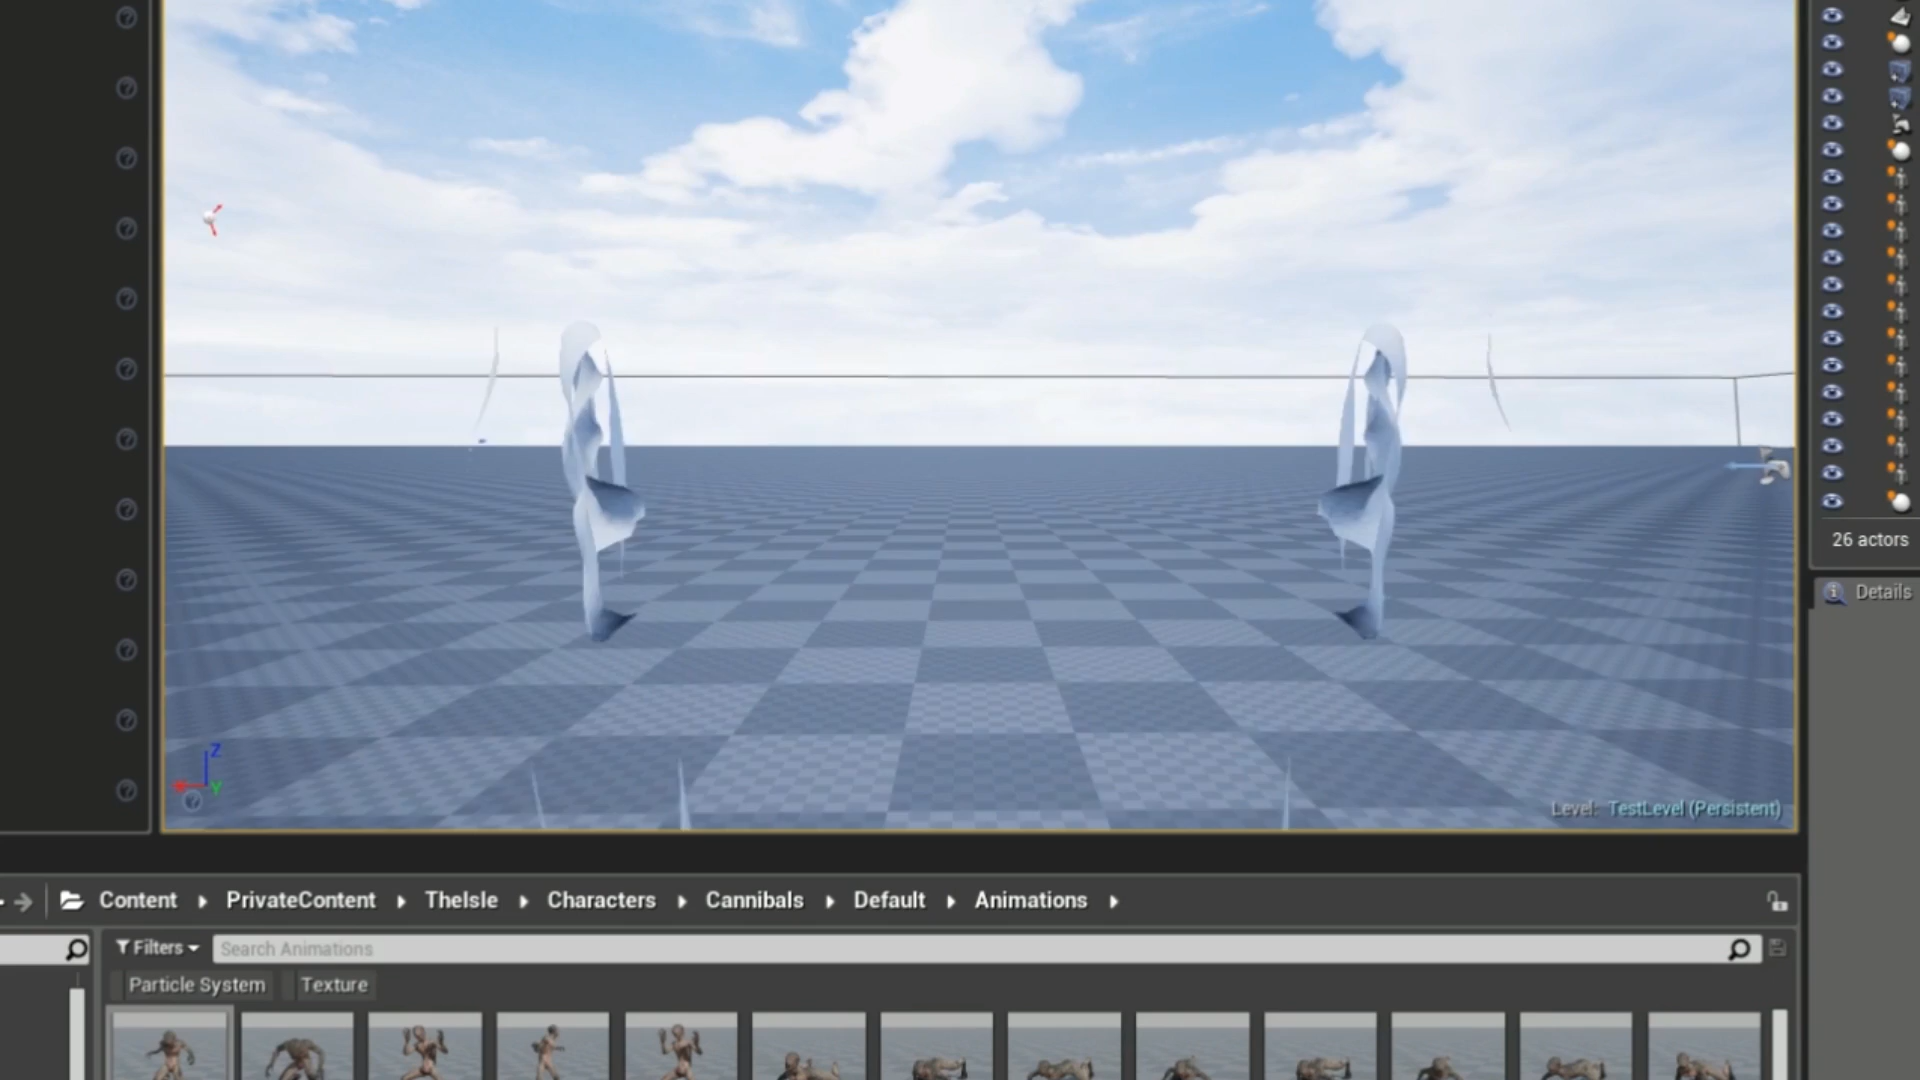 26 actors
Details
Z
Y
Level: TestLevel (Persistent)
Content PrivateContent TheIsle Characters Cannibals Default Animations
Filters Search Animations
Particle System Texture